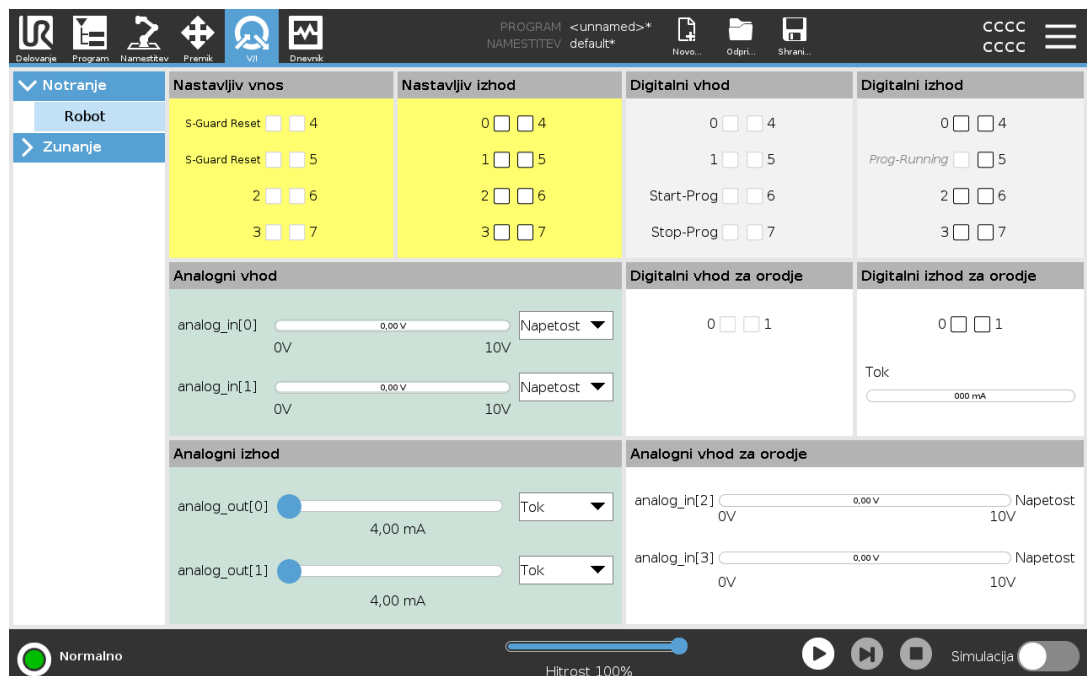 PROGRAM <unnamed>*
NAMESTITEV default*
CCCC
CCCC
Delovanje Program Namestitev Premik V/I Dnevnik Novo... Odpri... Shrani...
Notranje
Robot
Zunanje
Nastavljiv vnos Nastavljiv izhod Digitalni vhod Digitalni izhod
S-Guard Reset 4 0 4 0 4 0 4
S-Guard Reset 5 1 5 1 5 Prog-Running 5
2 6 2 6 Start-Prog 6 2 6
3 7 3 7 Stop-Prog 7 3 7
Analogni vhod
analog_in[0] 0,00 V Napetost
0V 10V
analog_in[1] 0,00 V Napetost
0V 10V
Digitalni vhod za orodje
0 1
Digitalni izhod za orodje
0 1
Tok
000 mA
Analogni izhod
analog_out[0] Tok
4,00 mA
analog_out[1] Tok
4,00 mA
Analogni vhod za orodje
analog_in[2] 0,00 V Napetost
0V 10V
analog_in[3] 0,00 V Napetost
0V 10V
Normalno
Hitrost 100%
Simulacija